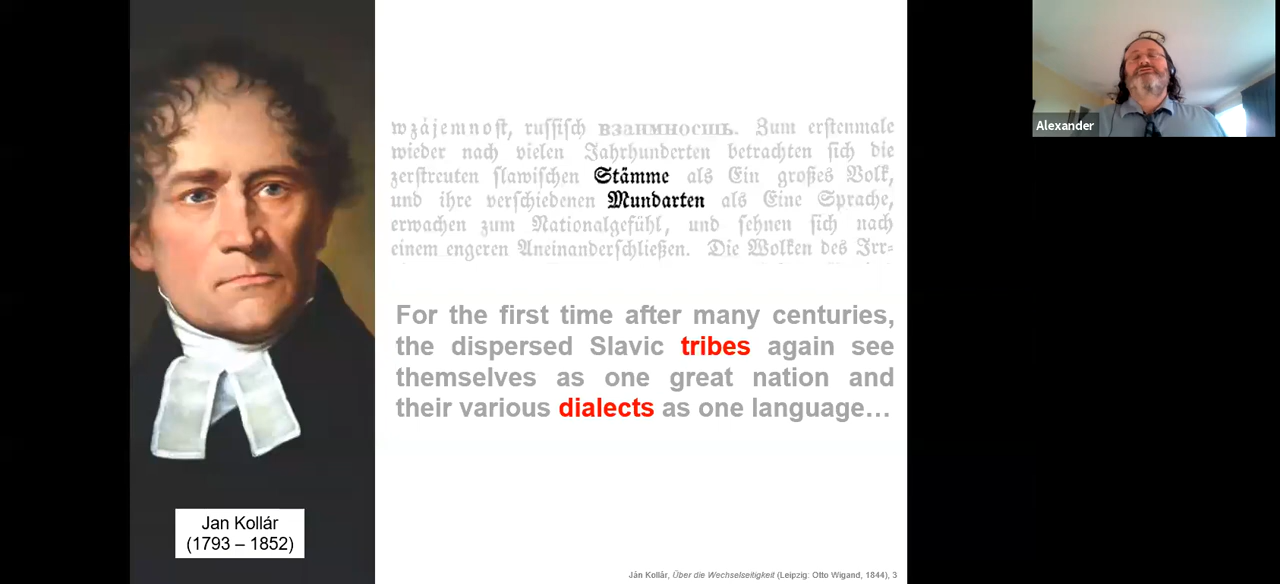 wzájemnost, russisch взаимность. Zum erstenmale
wieder nach vielen Jahrhunderten betrachten sich die
zerstreuten slawischen Stämme als Ein großes Volk,
und ihre verschiedenen Mundarten als Eine Sprache,
erwachen zum Nationalgefühl, und sehnen sich nach
einem engeren Aneinanderschließen. Die Wolken des Irr=
For the first time after many centuries,
the dispersed Slavic tribes again see
themselves as one great nation and
their various dialects as one language…
Jan Kollár
(1793 – 1852)
Ján Kollár, Über die Wechselseitigkeit (Leipzig: Otto Wigand, 1844), 3
Alexander